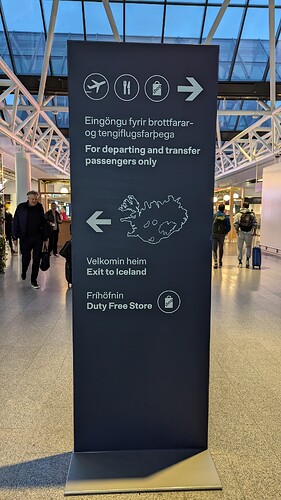 Eingöngu fyrir brottfarar-
og tengiflugsfarþega
For departing and transfer
passengers only
Velkomin heim
Exit to Iceland
Fríhöfnin
Duty Free Store